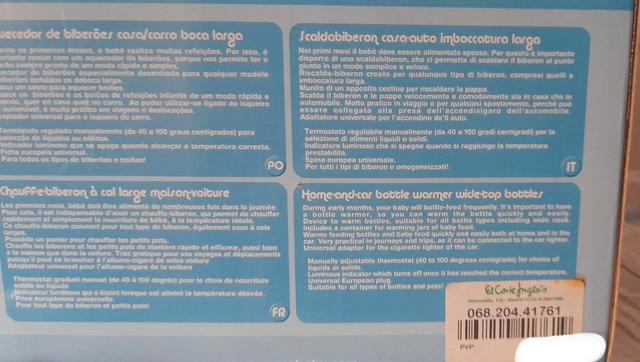 uecedor de biberões casa/carro boca larga
ante os primeiros meses, o bebé realiza muitas refeições. Por isso, é
ortante contar com um aquecedor de biberões, porque nos permite ter o
erão sempre pronto de um modo rápido e simples.
uecedor de biberões especialmente desenhado para qualquer modelo
biberões incluídos os deboca larga.
ssui um cesto para aquecer boiões.
uece os biberões e os boiões de refeições infantis de um modo rápido e
modo, quer en casa quer no carro. Ao poder utilizar-lo ligado ao isqueiro
automóvel, é muito prático em viagens e deslocações.
aptador universal para o isqueiro do carro.
Termostato regulado manualmente (de 40 a 100 graus centigrados) para
selecção de líquidos ou sólidos.
Indicador luminoso que se apaga quando alcançar a temperatura correcta.
Ficha europeia universal.
Para todos os tipos de biberões e boiões!
PO
Scaldabiberon casa-auto imboccatura larga
Nei primi mesi il bebè deve essere alimentato spesso. Per questo è importante
disporre di uno scaldabiberon, che ci permette di scaldare il biberon al punto
giusto in un modo semplice e veloce.
Riscalda-biberon creato per qualunque tipo di biberon, compresi quelli a
imboccatura larga.
Munito di un apposito cestino per riscaldare la pappa.
Scalda il biberon e le pappe velocemente e comodamente sia in casa che in
automobile. Molto pratico in viaggio e per qualsiasi spostamento, perché può
essere collegato alla presa dell'accendisigaro dell'automobile.
Adattatore universale per l'accendino de'll auto.
Termostato regolabile manualmente (da 40 a 100 gradi centigradi) per la
selezione di alimenti liquidi o solidi.
Indicatore luminoso che si spegne quando si raggiunge la temperatura
prestabilita.
Spina europea universale.
Per tutti i tipi di biberon e omogeneizzati!
IT
Chauffe-biberon à col large maison-voiture
Les premiers mois, bébé doit être alimenté de nombreuses fois dans la journée.
Pour cela, il est indispensable d'avoir un chauffe-biberon, qui permet de chauffer
rapidement et simplement la nourriture de bébé, à la température idéale.
Ce chauffe-biberon convient pour tout type de biberon, également ceux à cole
larges.
Possède un panier pour chauffer les petits pots.
Chauffe les biberons et les petits pots de manière rapide et efficace, aussi bien
à la maison que dans la voiture. Très pratique pour vos voyages et déplacements
puisqu'il peut se brancher à l'allume-cigare de votre voiture
Adaptateur universal pour l'allume-cigare de la voiture
Thermostat graduel manuel (de 40 à 100 degrés) pour le choix de nourriture
solide ou liquide
Indicateur lumineux qui s'éteint lorsque est atteint la température désirée.
Prise européenne universelle.
Pour tout type de biberon et petits pats!
FR
Home-and-car bottle warmer wide-top bottles
During early months, your baby will bottle-feed frequently. It's important to have
a bottle warmer, so you can warm the bottle quickly and easily.
Device to warm bottles, suitable for all bottle types including wide neck.
Includes a container for warming jars of baby food.
Warms feeding bottles and baby food quickly and easily both at home and in the
car. Very practical in journeys and trips, as it can be connected to the car lighter.
Universal adapter for the cigarette lighter of the car.
Manually adjustable thermostat (40 to 100 degrees centigrade) for choice of
liquids or solids.
Luminous indicator which turns off once it has reached the correct temperature.
Universal European plug.
Suitable for all types of bottles and pots!
El Corte Inglés
068.204.41761
PVP: